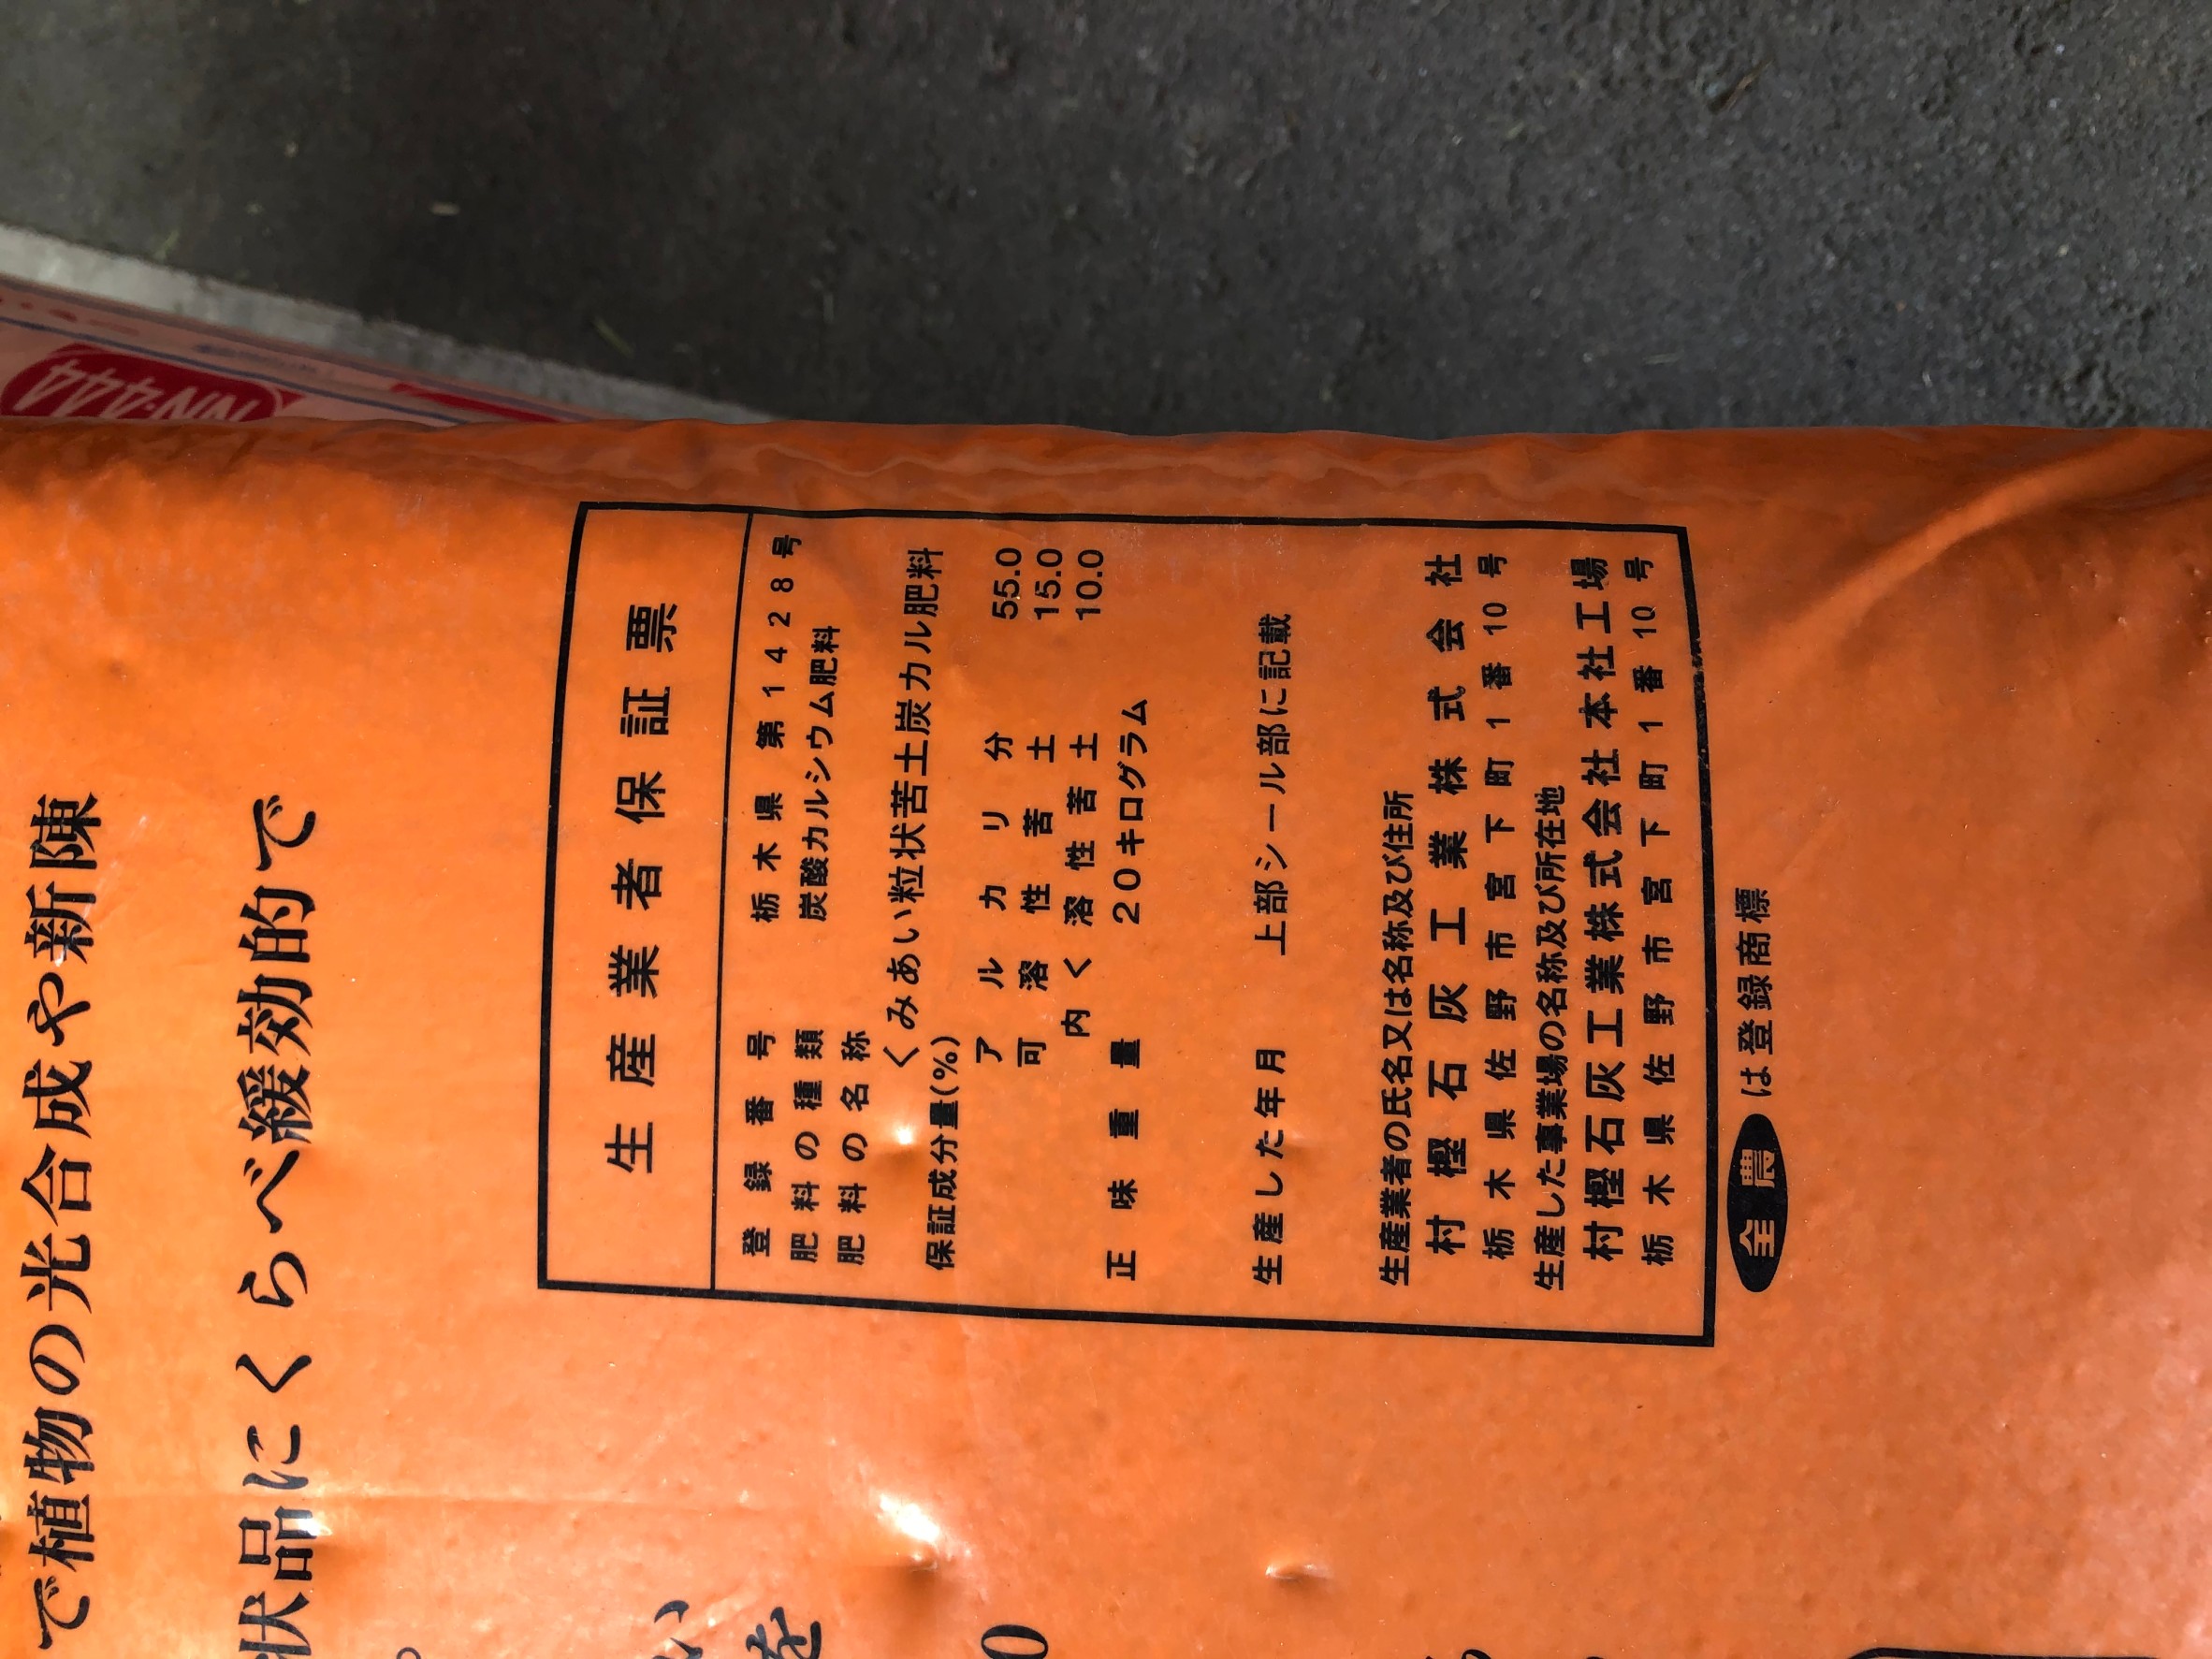 で植物の光合成や新陳
状品にくらべ緩効的で
い
を
0
生産業者保証票
登録番号 栃木県第1428号
肥料の種類 炭酸カルシウム肥料
肥料の名称
くみあい粒状苦土炭カル肥料
保証成分量(%)
アルカリ分 55.0
可溶性苦土 15.0
内く溶性苦土 10.0
正味重量 20キログラム
生産した年月 上部シール部に記載
生産業者の氏名又は名称及び住所
村樫石灰工業株式会社
栃木県佐野市宮下町1番10号
生産した事業場の名称及び所在地
村樫石灰工業株式会社本社工場
栃木県佐野市宮下町1番10号
全農 は登録商標
NN・444